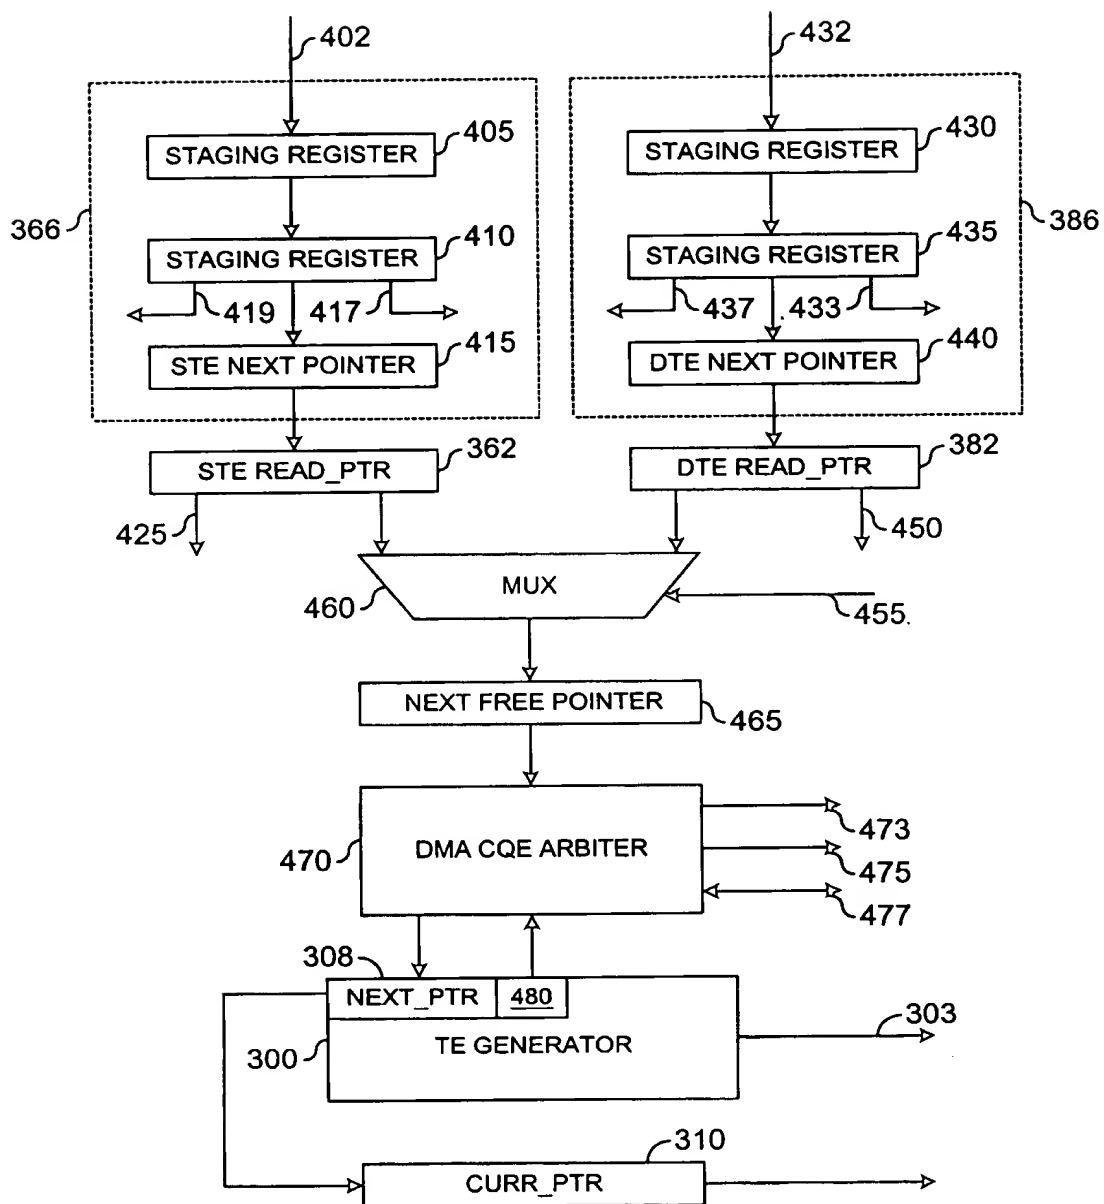 402
432
STAGING REGISTER
405
STAGING REGISTER
430
366
STAGING REGISTER
410
STAGING REGISTER
435
386
419
417
437
.433
STE NEXT POINTER
415
DTE NEXT POINTER
440
STE READ_PTR
362
DTE READ_PTR
382
425
450
MUX
460
455.
NEXT FREE POINTER
465
DMA CQE ARBITER
470
473
475
477
308
NEXT_PTR
480
303
300
TE GENERATOR
310
CURR_PTR